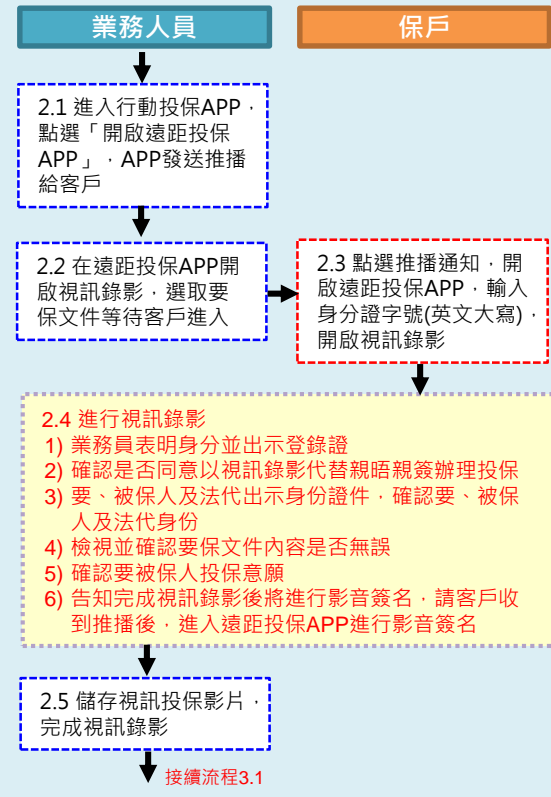 業務人員
保戶
2.1 進入行動投保APP，
點選「開啟遠距投保
APP」，APP發送推播
給客戶
2.2 在遠距投保APP開
啟視訊錄影，選取要
保文件等待客戶進入
2.3 點選推播通知，開
啟遠距投保APP，輸入
身分證字號(英文大寫)，
開啟視訊錄影
2.4 進行視訊錄影
1) 業務員表明身分並出示登錄證
2) 確認是否同意以視訊錄影代替親晤親簽辦理投保
3) 要、被保人及法代出示身份證件，確認要、被保
人及法代身份
4) 檢視並確認要保文件內容是否無誤
5) 確認要被保人投保意願
6) 告知完成視訊錄影後將進行影音簽名，請客戶收
到推播後，進入遠距投保APP進行影音簽名
2.5 儲存視訊投保影片，
完成視訊錄影
接續流程3.1